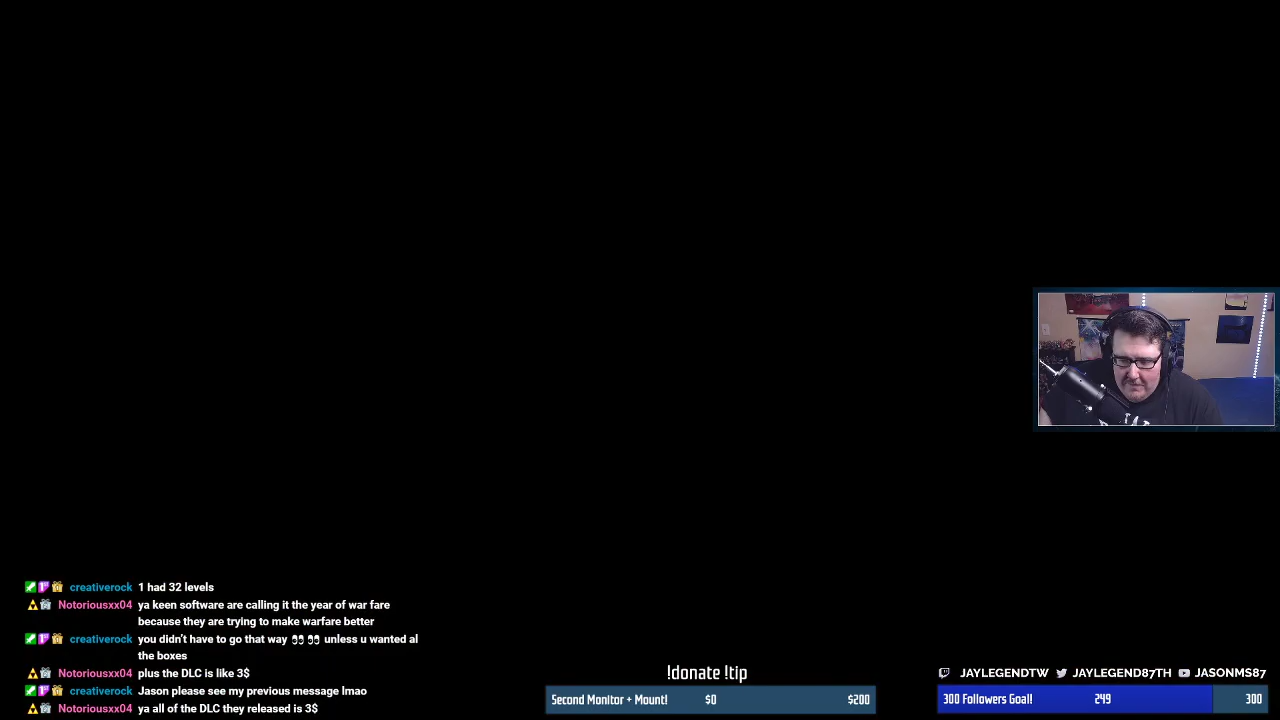 creativerock 1 had 32 levels
Notoriousxx04 ya keen software are calling it the year of war fare
because they are trying to make warfare better
creativerock you didn't have to go that way 👀 👀 unless u wanted al
the boxes
Notoriousxx04 plus the DLC is like 3$
creativerock Jason please see my previous message lmao
Notoriousxx04 ya all of the DLC they released is 3$
!donate !tip
Second Monitor + Mount! $0 $200
JAYLEGENDTW JAYLEGEND87TH JASONMS87
300 Followers Goal! 249 300